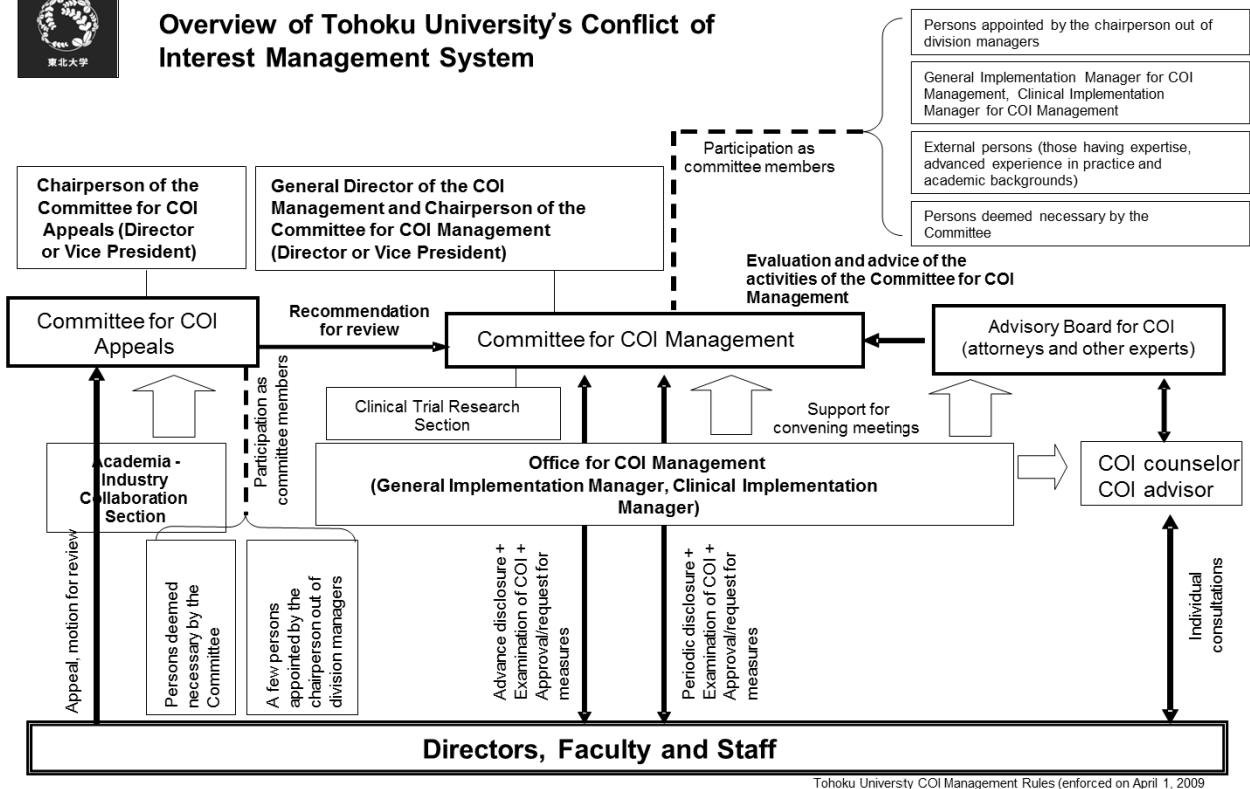 東北大学
Overview of Tohoku University's Conflict of
Interest Management System
Persons appointed by the chairperson out of
division managers
General Implementation Manager for COI
Management, Clinical Implementation
Manager for COI Management
External persons (those having expertise,
advanced experience in practice and
academic backgrounds)
Persons deemed necessary by the
Committee
Participation as
committee members
Chairperson of the
Committee for COI
Appeals (Director
or Vice President)
General Director of the COI
Management and Chairperson of the
Committee for COI Management
(Director or Vice President)
Evaluation and advice of the
activities of the Committee for COI
Management
Committee for COI
Appeals
Recommendation
for review
Committee for COI Management
Advisory Board for COI
(attorneys and other experts)
Participation as
committee members
Clinical Trial Research
Section
Support for
convening meetings
Academia -
Industry
Collaboration
Section
Office for COI Management
(General Implementation Manager, Clinical Implementation
Manager)
COI counselor
COI advisor
Appeal, motion for review
Persons deemed
necessary by the
Committee
A few persons
appointed by the
chairperson out of
division managers
Advance disclosure +
Examination of COI +
Approval/request for
measures
Periodic disclosure +
Examination of COI +
Approval/request for
measures
Individual
consultations
Directors, Faculty and Staff
Tohoku University COI Management Rules (enforced on April 1, 2009